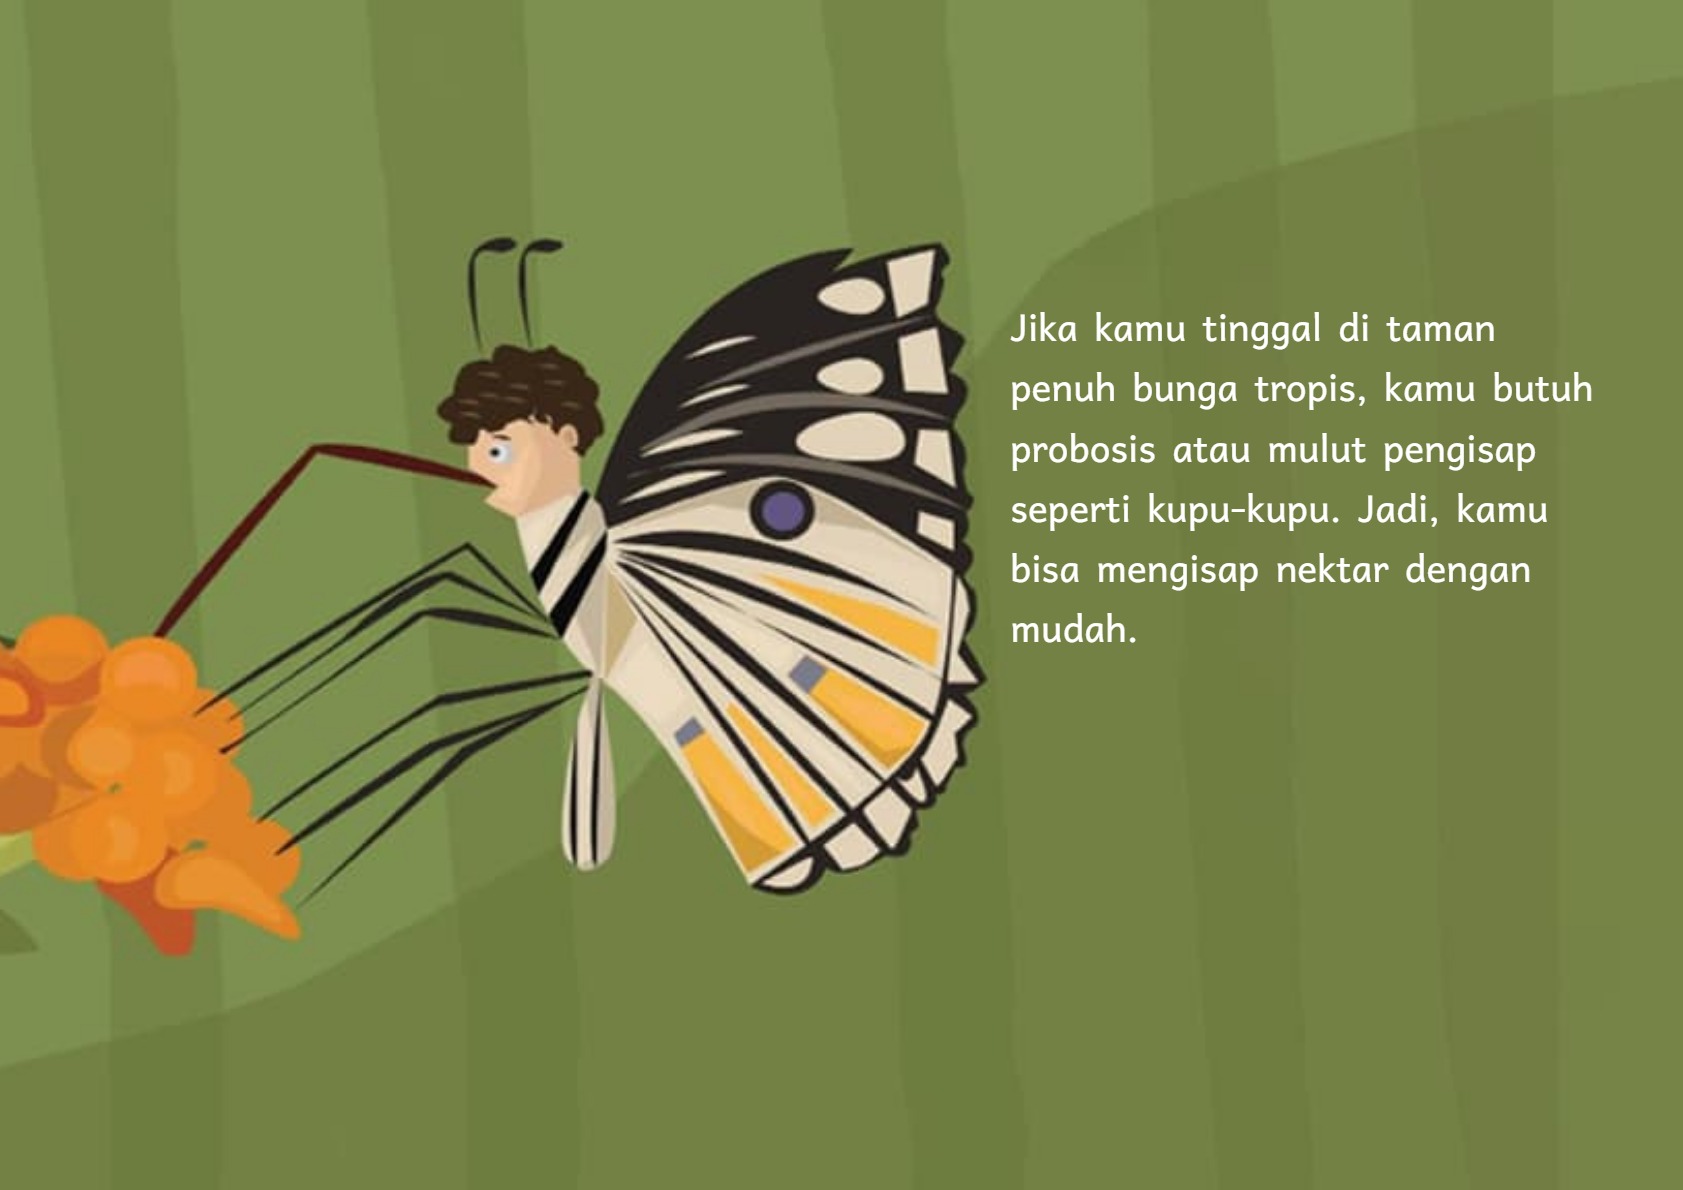 Jika kamu tinggal di taman
penuh bunga tropis, kamu butuh
probosis atau mulut pengisap
seperti kupu-kupu. Jadi, kamu
bisa mengisap nektar dengan
mudah.